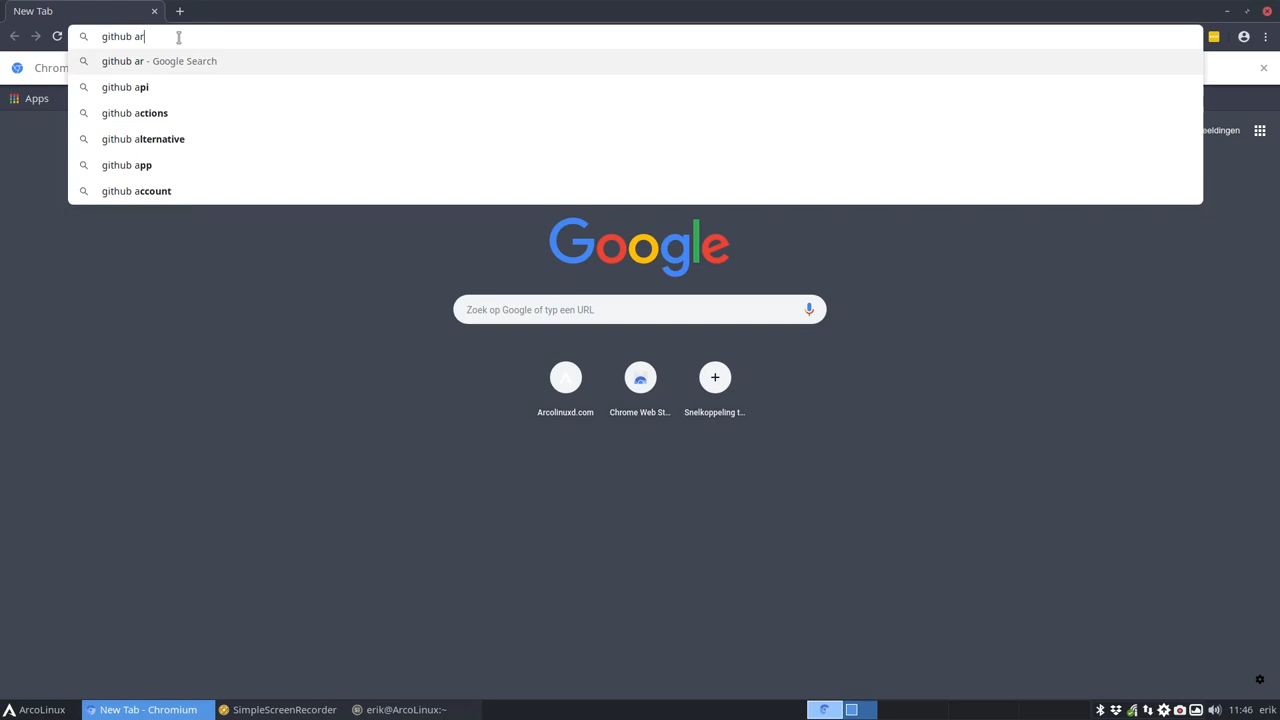 New Tab
github ar
github ar - Google Search
Chrom
github api
Apps
github actions
eeldingen
github alternative
github app
github account
Google
Zoek op Google of typ een URL
Arcolinuxd.com
Chrome Web St...
Snelkoppeling t...
ArcoLinux
New Tab - Chromium
SimpleScreenRecorder
erik@ArcoLinux:~
11:46
erik